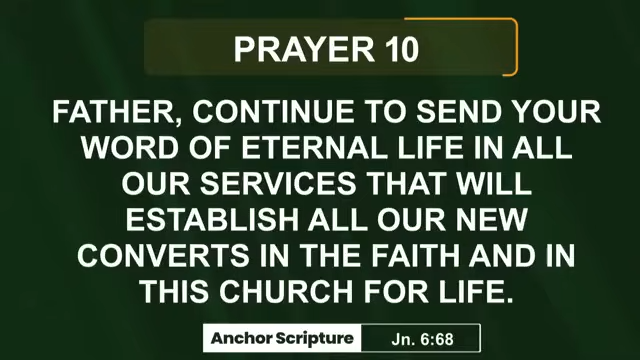 PRAYER 10
FATHER, CONTINUE TO SEND YOUR
WORD OF ETERNAL LIFE IN ALL
OUR SERVICES THAT WILL
ESTABLISH ALL OUR NEW
CONVERTS IN THE FAITH AND IN
THIS CHURCH FOR LIFE.
Anchor Scripture Jn. 6:68